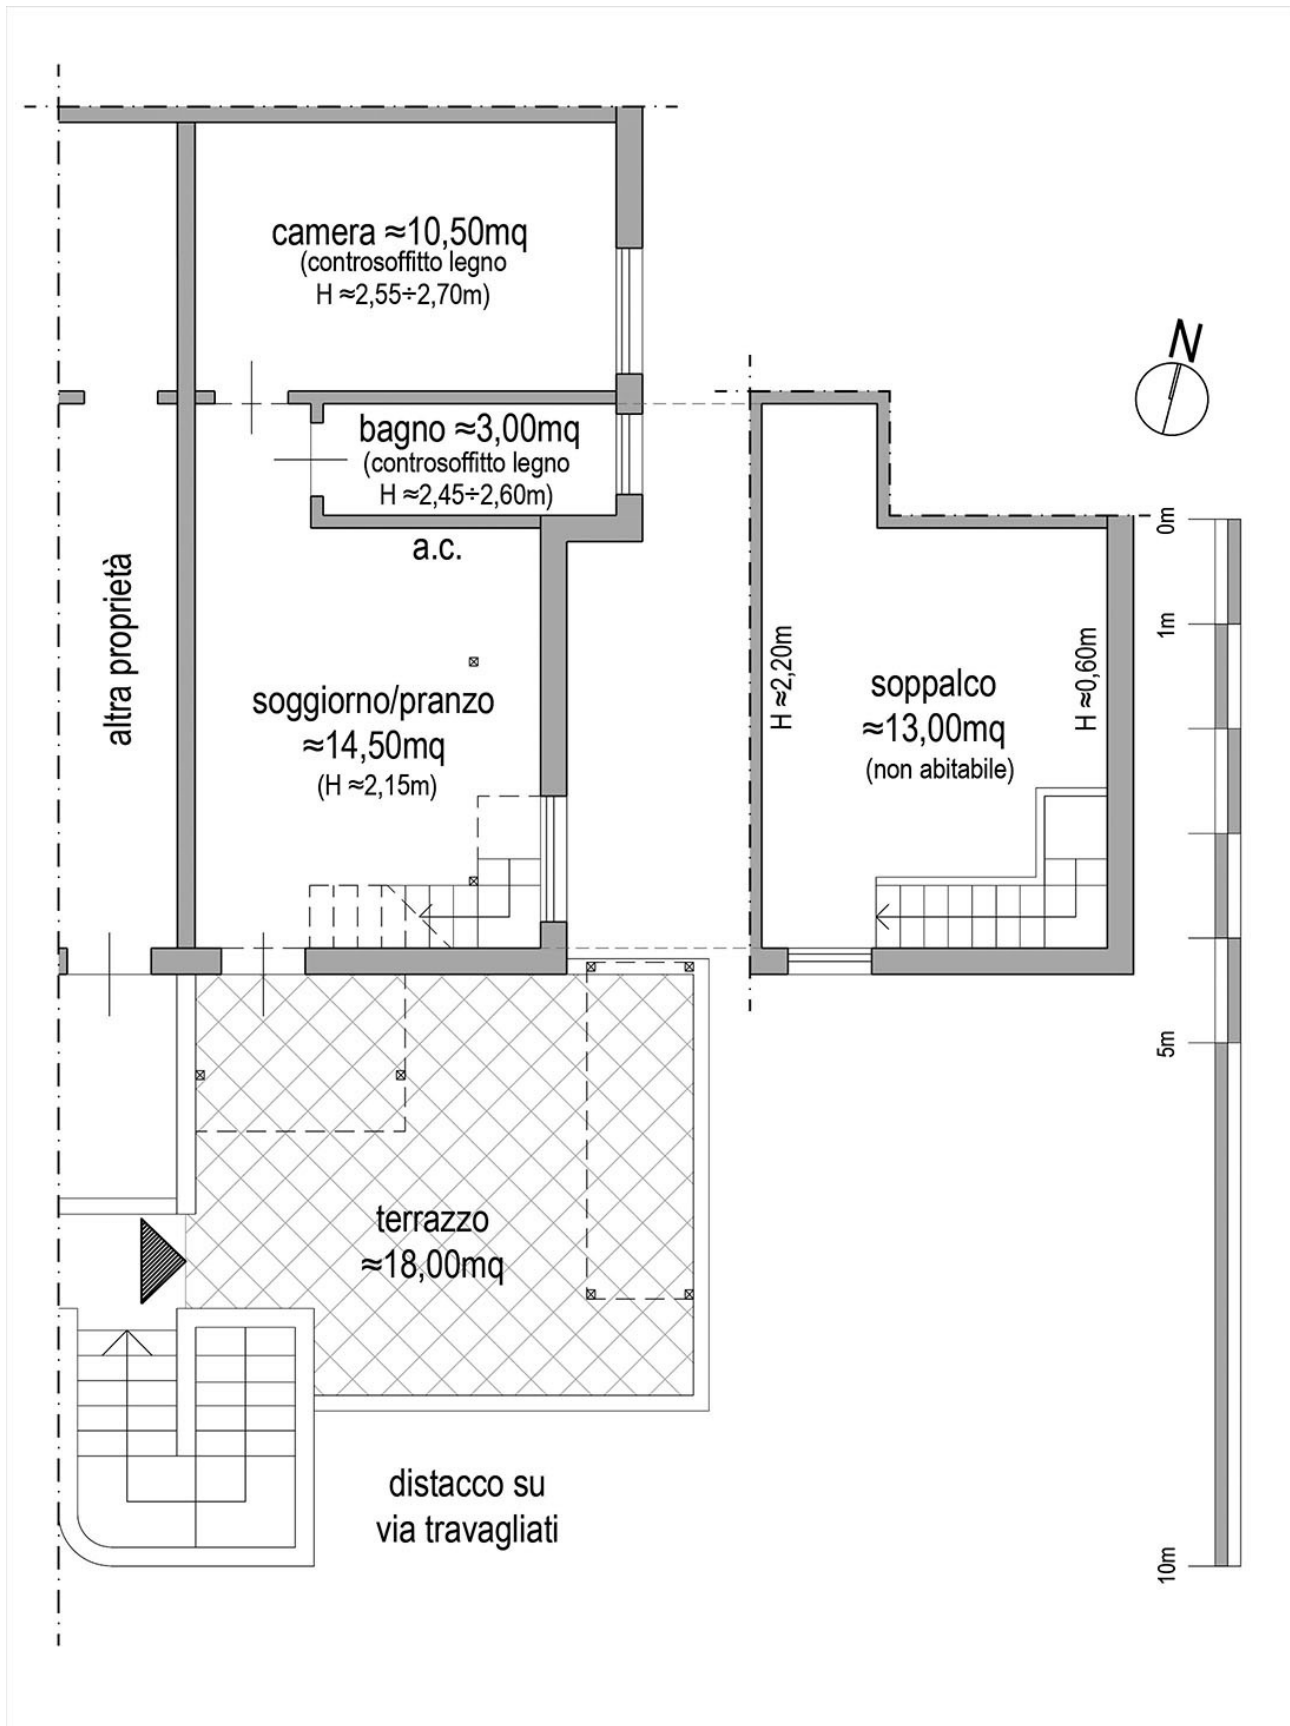 camera ≈10,50mq
(controsoffitto legno
H ≈2,55÷2,70m)
N
bagno ≈3,00mq
(controsoffitto legno
H ≈2,45÷2,60m)
a.c.
altra proprietà
soggiorno/pranzo
≈14,50mq
(H ≈2,15m)
H ≈2,20m
soppalco
≈13,00mq
(non abitabile)
H ≈0,60m
0m
1m
5m
10m
terrazzo
≈18,00mq
distacco su
via travagliati